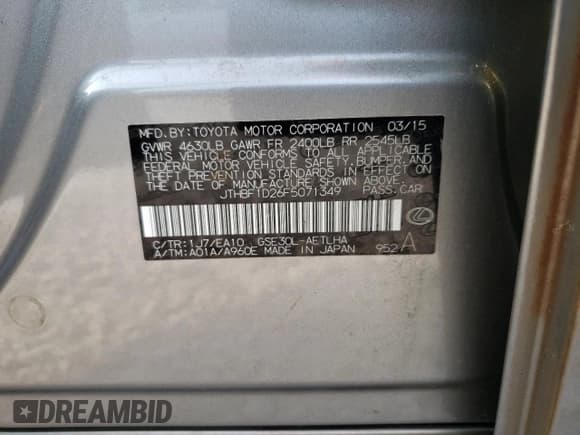 MFD.BY:TOYOTA MOTOR CORPORATION 03/15
GVWR 4630LB GAWR FR 2400LB RR 2545LB
THIS VEHICLE CONFORMS TO ALL APPLICABLE
FEDERAL MOTOR VEHICLE SAFETY, BUMPER, AND
THEFT PREVENTION STANDARDS IN EFFECT ON
THE DATE OF MANUFACTURE SHOWN ABOVE.
JTHBF1D26F5071349 PASS.CAR
C/TR:1J7/EA10 GSE30L-AETLHA
A/TM:A01A/A960E MADE IN JAPAN 952 A
DREAMBID